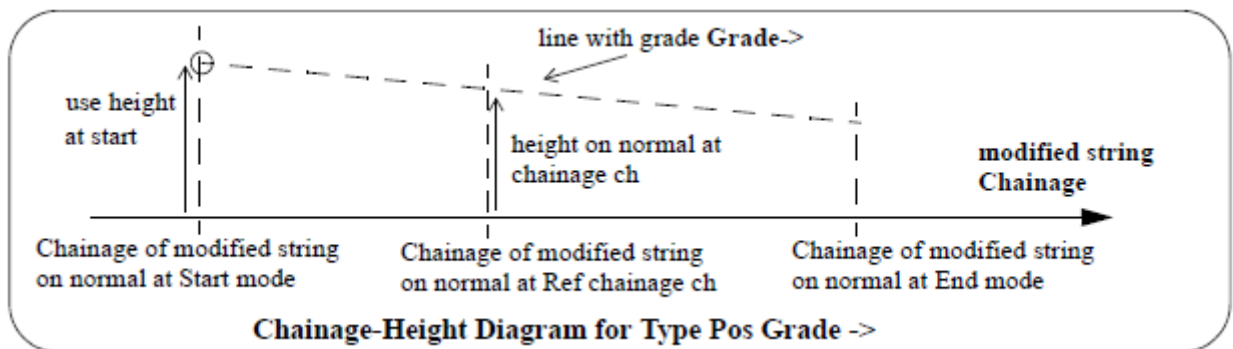 line with grade Grade->
use height
at start
height on normal at
chainage ch
modified string
Chainage
Chainage of modified string
on normal at Start mode
Chainage of modified string
on normal at Ref chainage ch
Chainage of modified string
on normal at End mode
Chainage-Height Diagram for Type Pos Grade ->